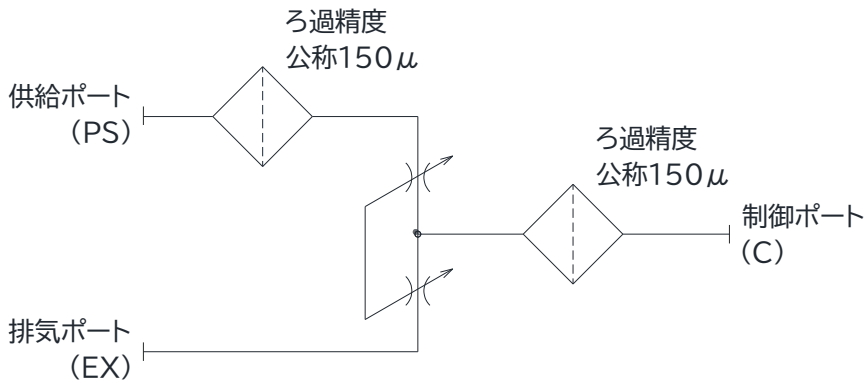 ろ過精度
公称150μ
供給ポート
(PS)
ろ過精度
公称150μ
制御ポート
(C)
排気ポート
(EX)